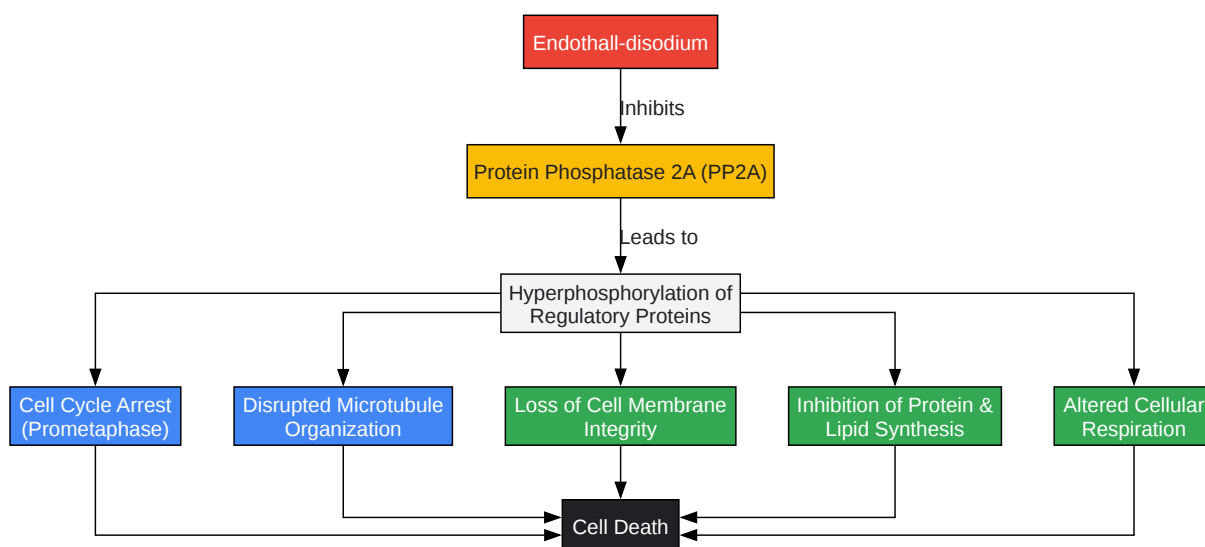 Endothall-disodium
Inhibits
Protein Phosphatase 2A (PP2A)
Leads to
Hyperphosphorylation of
Regulatory Proteins
Cell Cycle Arrest
(Prometaphase)
Disrupted Microtubule
Organization
Loss of Cell Membrane
Integrity
Inhibition of Protein &
Lipid Synthesis
Altered Cellular
Respiration
Cell Death